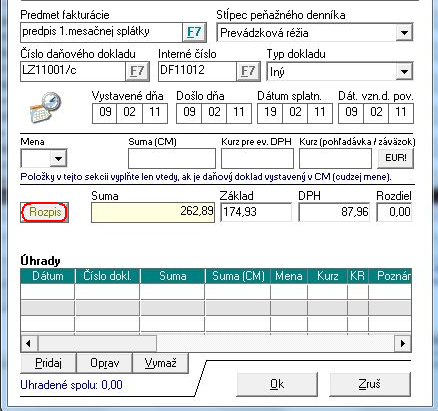 Predmet fakturácie Stĺpec peňažného denníka
predpis 1.mesačnej splátky F7 Prevádzková réžia
Číslo daňového dokladu Interné číslo Typ dokladu
LZ11001/c F7 DF11012 F7 Iný
Vystavené dňa Došlo dňa Dátum splatn. Dát. vzn.d. pov.
09 02 11 09 02 11 19 02 11 09 02 11
Mena Suma (CM) Kurz pre ev. DPH Kurz (pohľadávka / záväzok)
EUR!
Položky v tejto sekcii vyplňte len vtedy, ak je daňový doklad vystavený v CM (cudzej mene).
Suma Základ DPH Rozdiel
Rozpis 262,89 174,93 87,96 0,00
Úhrady
Dátum Číslo dokl. Suma Suma (CM) Mena Kurz KR Poznár
Pridaj Oprav Vymaž
Uhradené spolu: 0,00 Ok Zruš